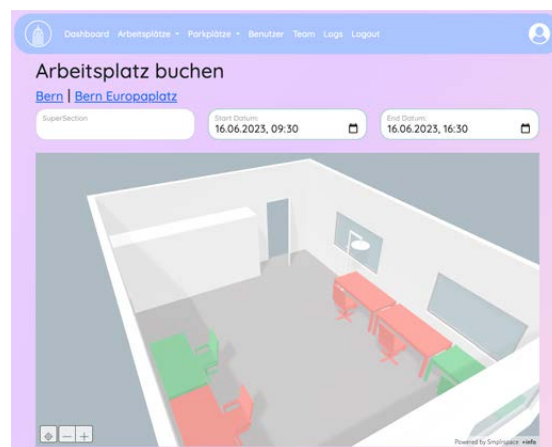 Dashboard Arbeitsplätze Parkplätze Benutzer Team Logs Logout
Arbeitsplatz buchen
Bern | Bern Europaplatz
SuperSection
Start Datum:
16.06.2023, 09:30
End Datum:
16.06.2023, 16:30
Powered by Smplrspace +info